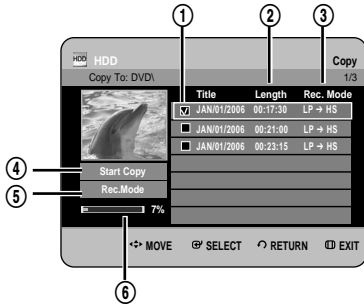 ① ② ③
HDD HDD Copy
Copy To: DVD\ 1/3
Title Length Rec. Mode
JAN/01/2006 00:17:30 LP → HS
JAN/01/2006 00:21:00 LP → HS
JAN/01/2006 00:23:15 LP → HS
④ Start Copy
⑤ Rec.Mode
7%
MOVE SELECT RETURN EXIT
⑥